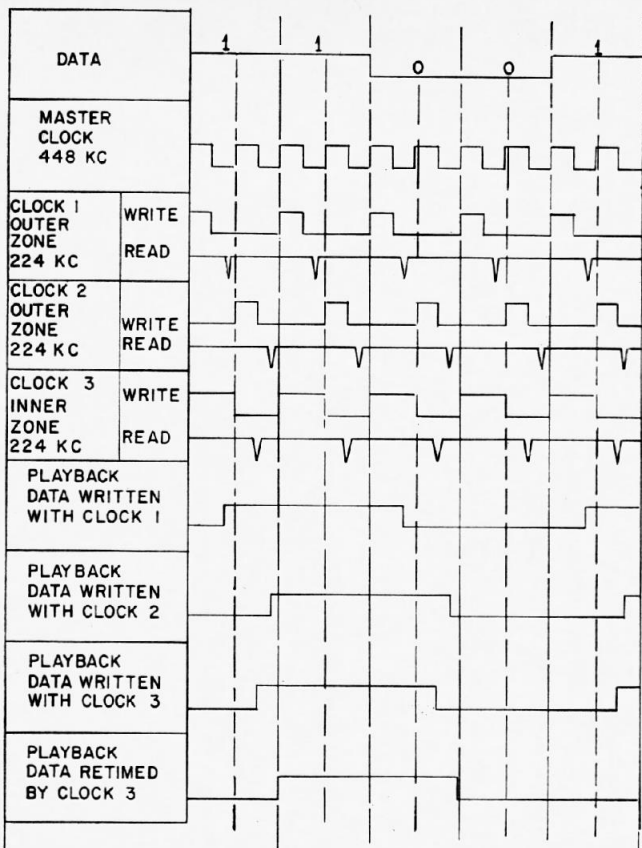 DATA
1 1 0 0 1
MASTER
CLOCK
448 KC
CLOCK 1
OUTER
ZONE
224 KC
WRITE
READ
CLOCK 2
OUTER
ZONE
224 KC
WRITE
READ
CLOCK 3
INNER
ZONE
224 KC
WRITE
READ
PLAYBACK
DATA WRITTEN
WITH CLOCK 1
PLAYBACK
DATA WRITTEN
WITH CLOCK 2
PLAYBACK
DATA WRITTEN
WITH CLOCK 3
PLAYBACK
DATA RETIMED
BY CLOCK 3